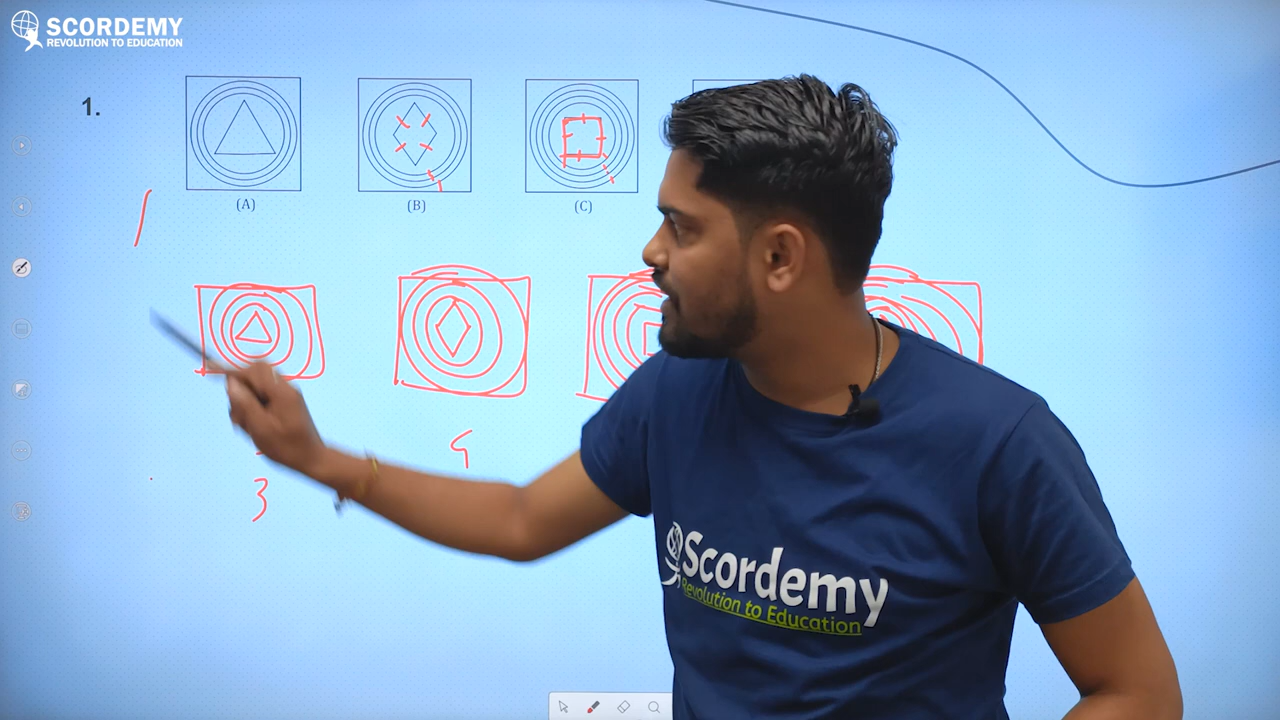 SCORDEMY
REVOLUTION TO EDUCATION
1.
(A)
(B)
(C)
3
Scordemy
Revolution to Education